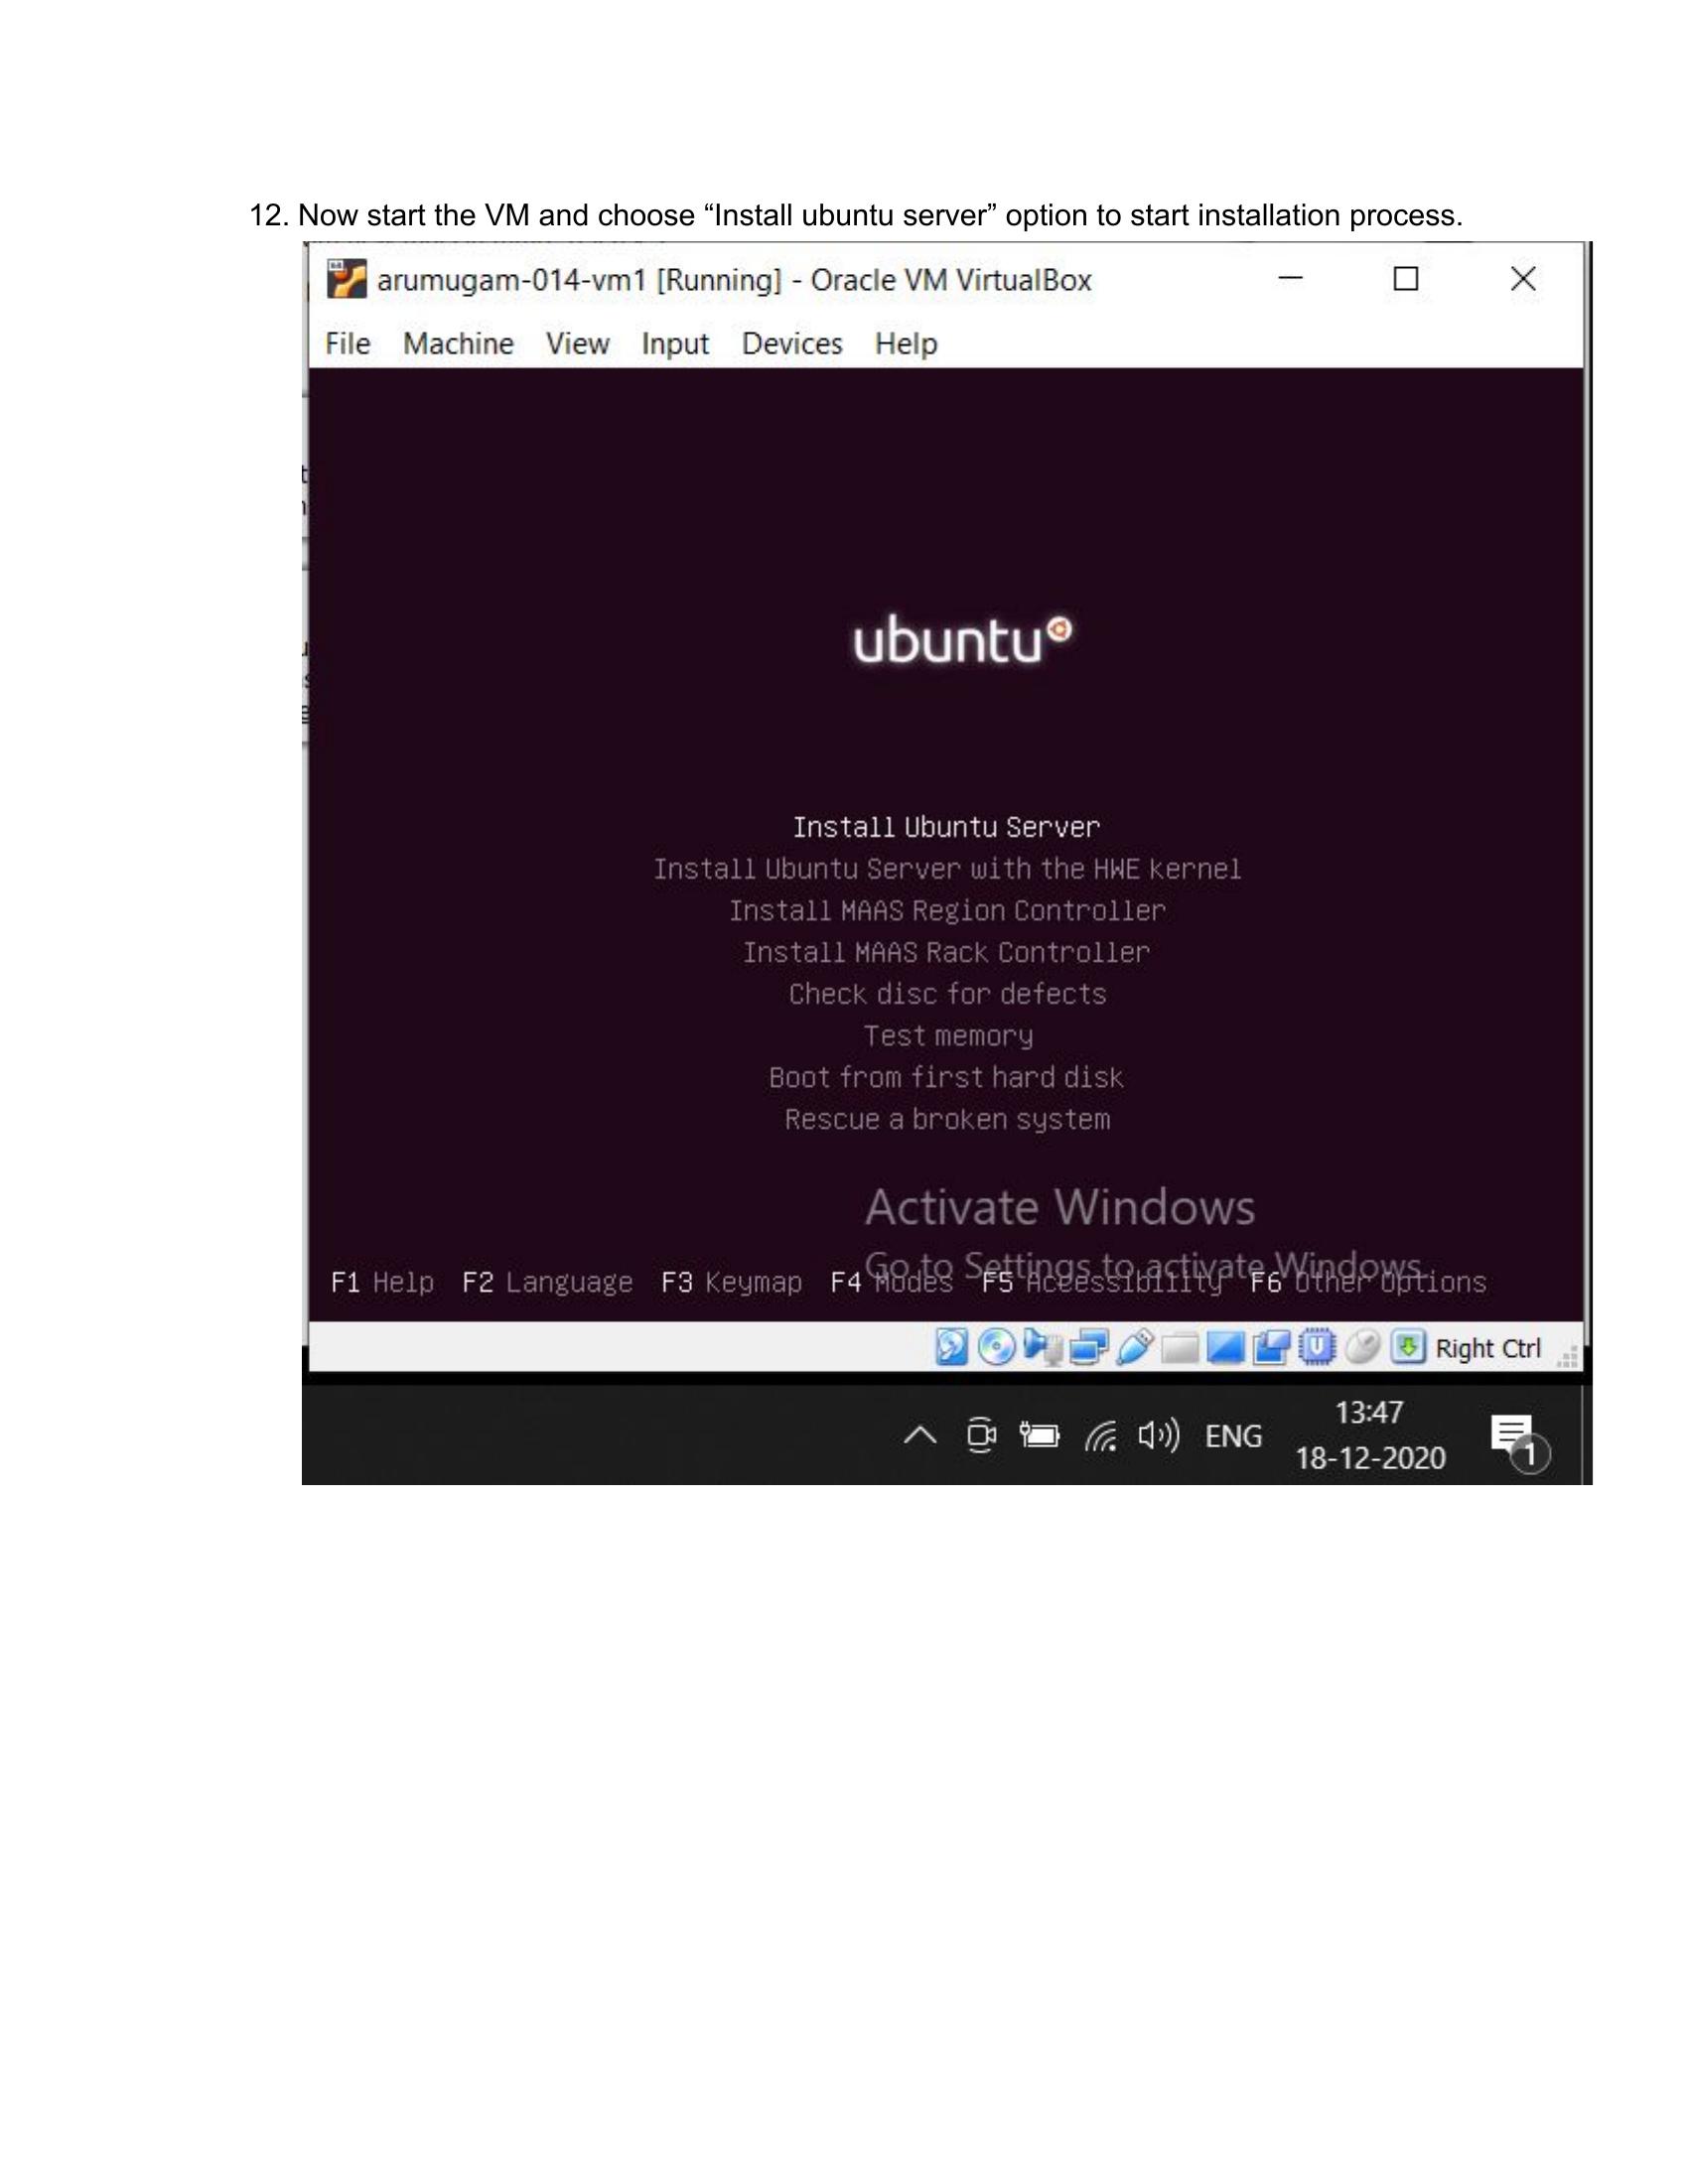 12. Now start the VM and choose “Install ubuntu server” option to start installation process.
arumugam-014-vm1 [Running] - Oracle VM VirtualBox
File Machine View Input Devices Help
ubuntu
Install Ubuntu Server
Install Ubuntu Server with the HWE kernel
Install MAAS Region Controller
Install MAAS Rack Controller
Check disc for defects
Test memory
Boot from first hard disk
Rescue a broken system
Activate Windows
Go to Settings to activate Windows.
F1 Help F2 Language F3 Keymap F4 Modes F5 Accessibility F6 Other Options
Right Ctrl
ENG
13:47
18-12-2020
1